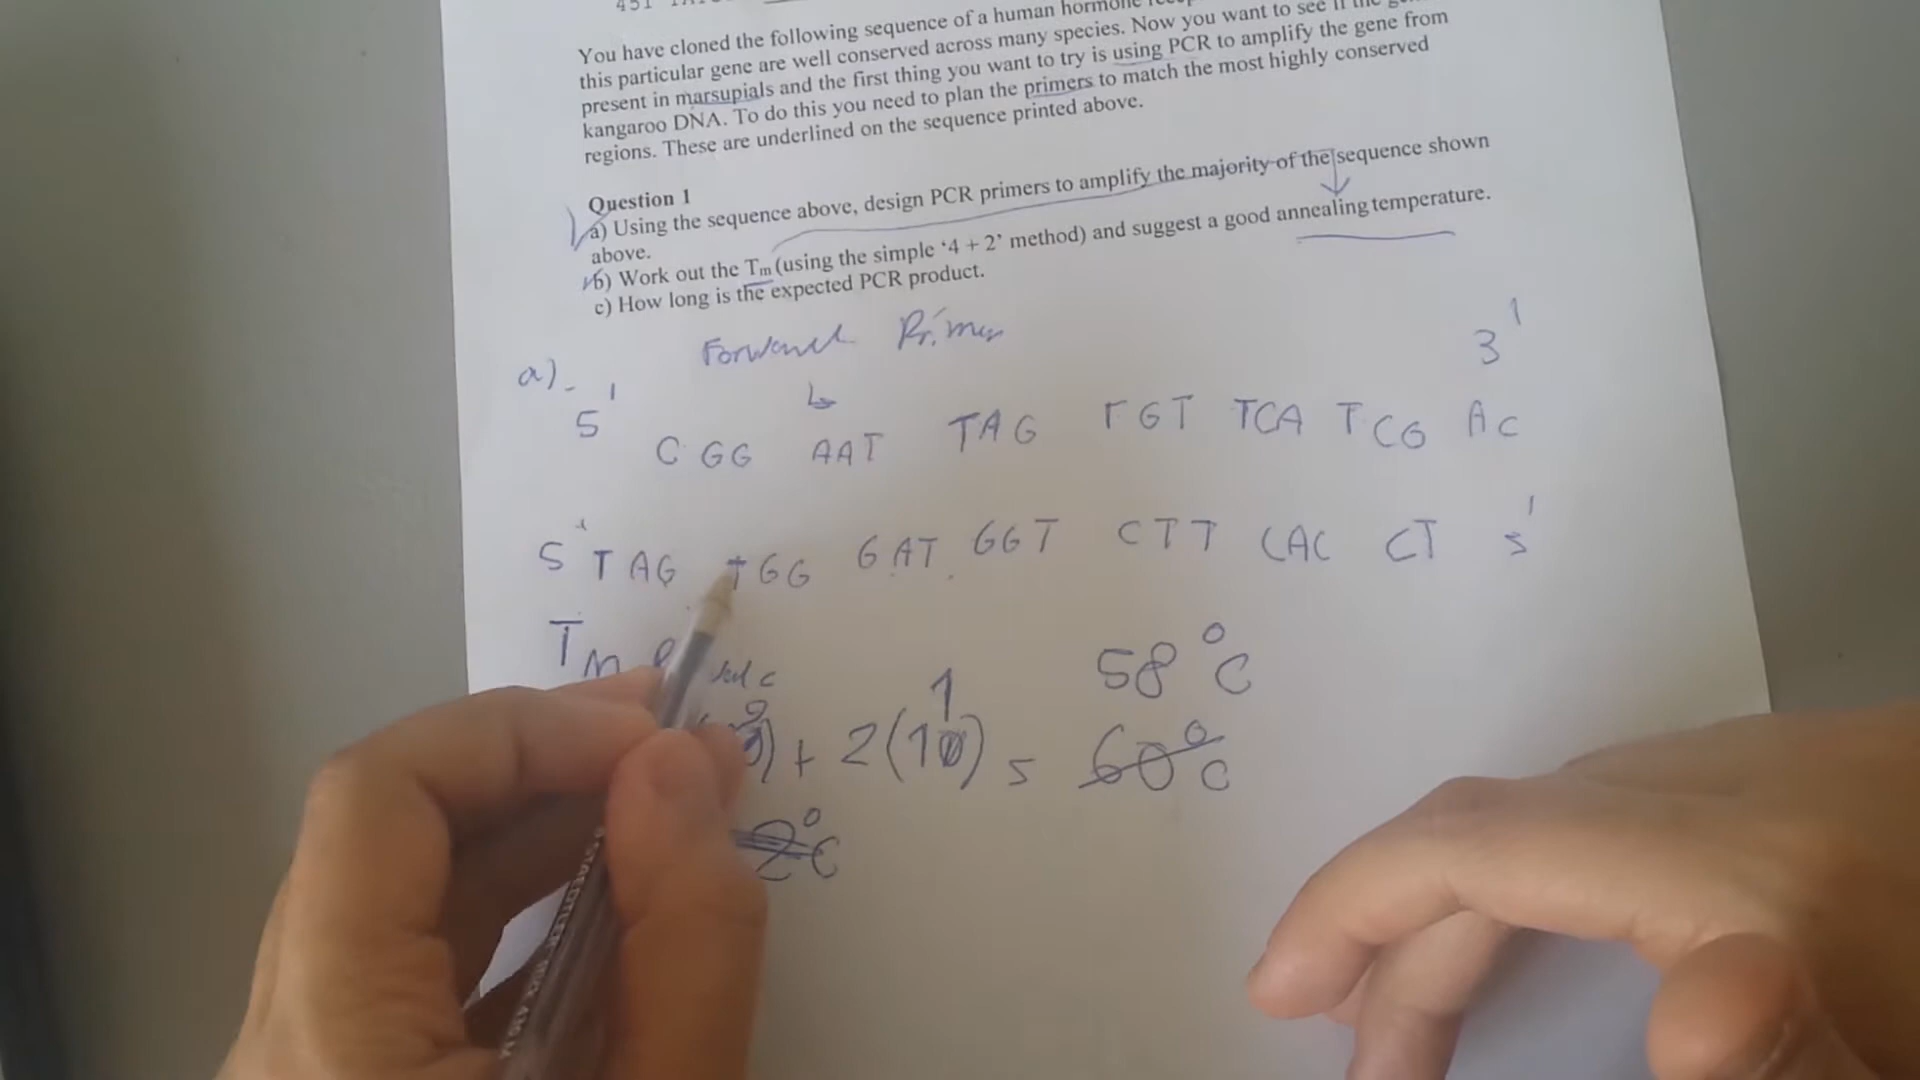 451
You have cloned the following sequence of a human hormone
this particular gene are well conserved across many species. Now you want to see if the
present in marsupials and the first thing you want to try is using PCR to amplify the gene from
kangaroo DNA. To do this you need to plan the primers to match the most highly conserved
regions. These are underlined on the sequence printed above.
Question 1
a) Using the sequence above, design PCR primers to amplify the majority of the sequence shown
above.
b) Work out the Tm (using the simple ‘4 + 2’ method) and suggest a good annealing temperature.
c) How long is the expected PCR product.
a).- Forward Primer
5' CGG AAT TAG TGT TCA TCG AC 3'
5' TAG TGG GAT GGT CTT CAC CT
Tm
58°C
+ 2(10) = 60°C
2°C
STAEDTLER